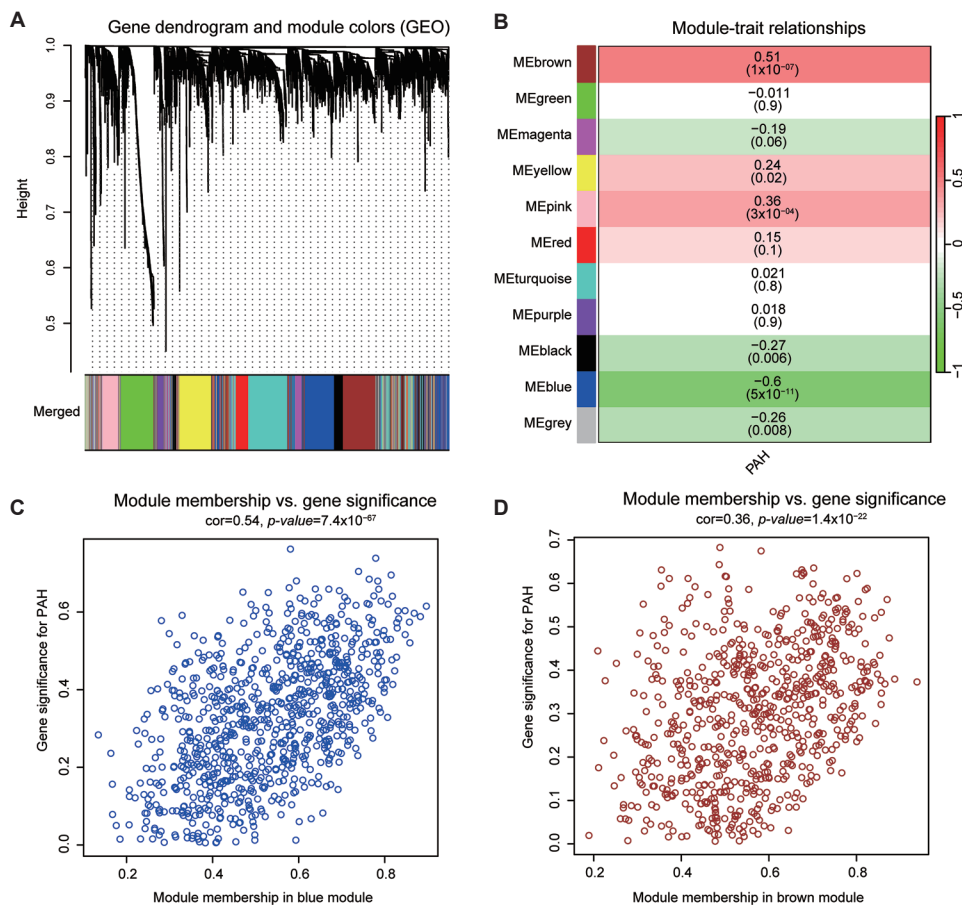 A
Gene dendrogram and module colors (GEO)
Height
1.0
0.9
0.8
0.7
0.6
0.5
Merged
B
Module-trait relationships
MEbrown
0.51
(1x10⁻⁰⁷)
MEgreen
−0.011
(0.9)
MEmagenta
−0.19
(0.06)
MEyellow
0.24
(0.02)
MEpink
0.36
(3x10⁻⁰⁴)
MEred
0.15
(0.1)
MEturquoise
0.021
(0.8)
MEpurple
0.018
(0.9)
MEblack
−0.27
(0.006)
MEblue
−0.6
(5x10⁻¹¹)
MEgrey
−0.26
(0.008)
PAH
1
0.5
0
−0.5
−1
C
Module membership vs. gene significance
cor=0.54, p-value=7.4x10⁻⁶⁷
Gene significance for PAH
0.6
0.4
0.2
0.0
0.2 0.4 0.6 0.8
Module membership in blue module
D
Module membership vs. gene significance
cor=0.36, p-value=1.4x10⁻²²
Gene significance for PAH
0.7
0.6
0.5
0.4
0.3
0.2
0.1
0.0
0.2 0.4 0.6 0.8
Module membership in brown module